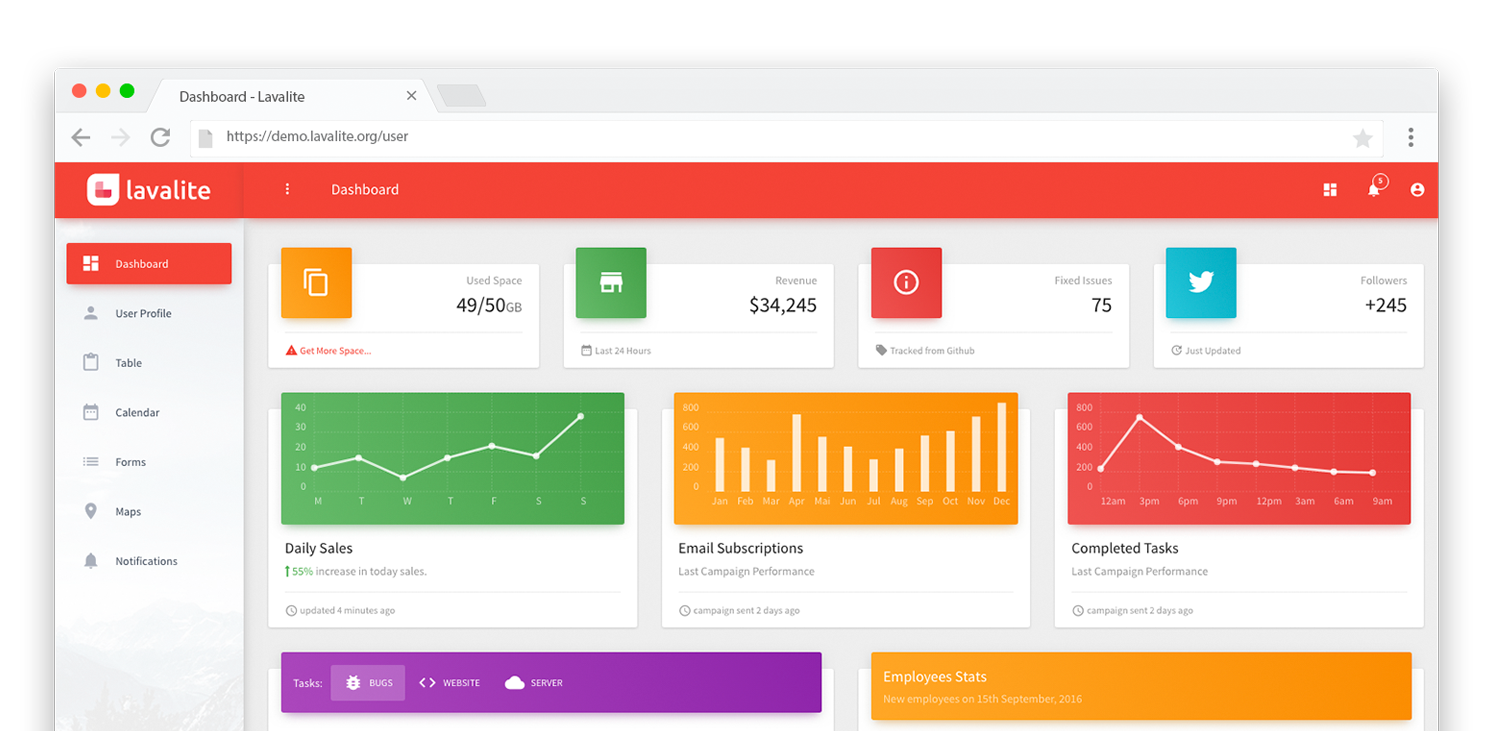 Dashboard - Lavalite
https://demo.lavalite.org/user
lavalite
Dashboard
5
Dashboard
User Profile
Table
Calendar
Forms
Maps
Notifications
Used Space
49/50GB
Get More Space...
Revenue
$34,245
Last 24 Hours
Fixed Issues
75
Tracked from Github
Followers
+245
Just Updated
40
30
20
10
0
M T W T F S S
Daily Sales
55% increase in today sales.
updated 4 minutes ago
800
600
400
200
0
Jan Feb Mar Apr Mai Jun Jul Aug Sep Oct Nov Dec
Email Subscriptions
Last Campaign Performance
campaign sent 2 days ago
800
600
400
200
0
12am 3pm 6pm 9pm 12pm 3am 6am 9am
Completed Tasks
Last Campaign Performance
campaign sent 2 days ago
Tasks: BUGS WEBSITE SERVER
Employees Stats
New employees on 15th September, 2016